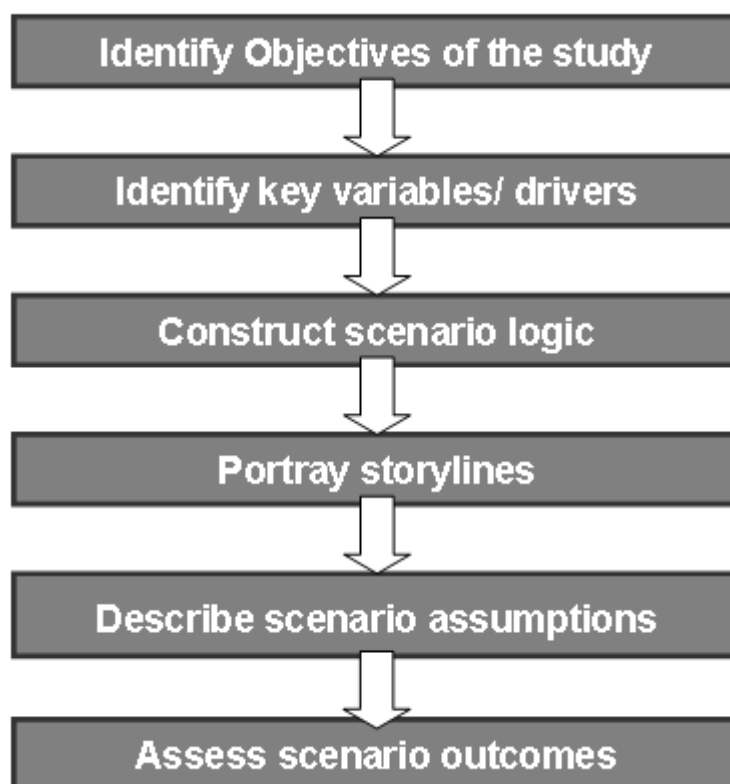 Identify Objectives of the study
Identify key variables/ drivers
Construct scenario logic
Portray storylines
Describe scenario assumptions
Assess scenario outcomes